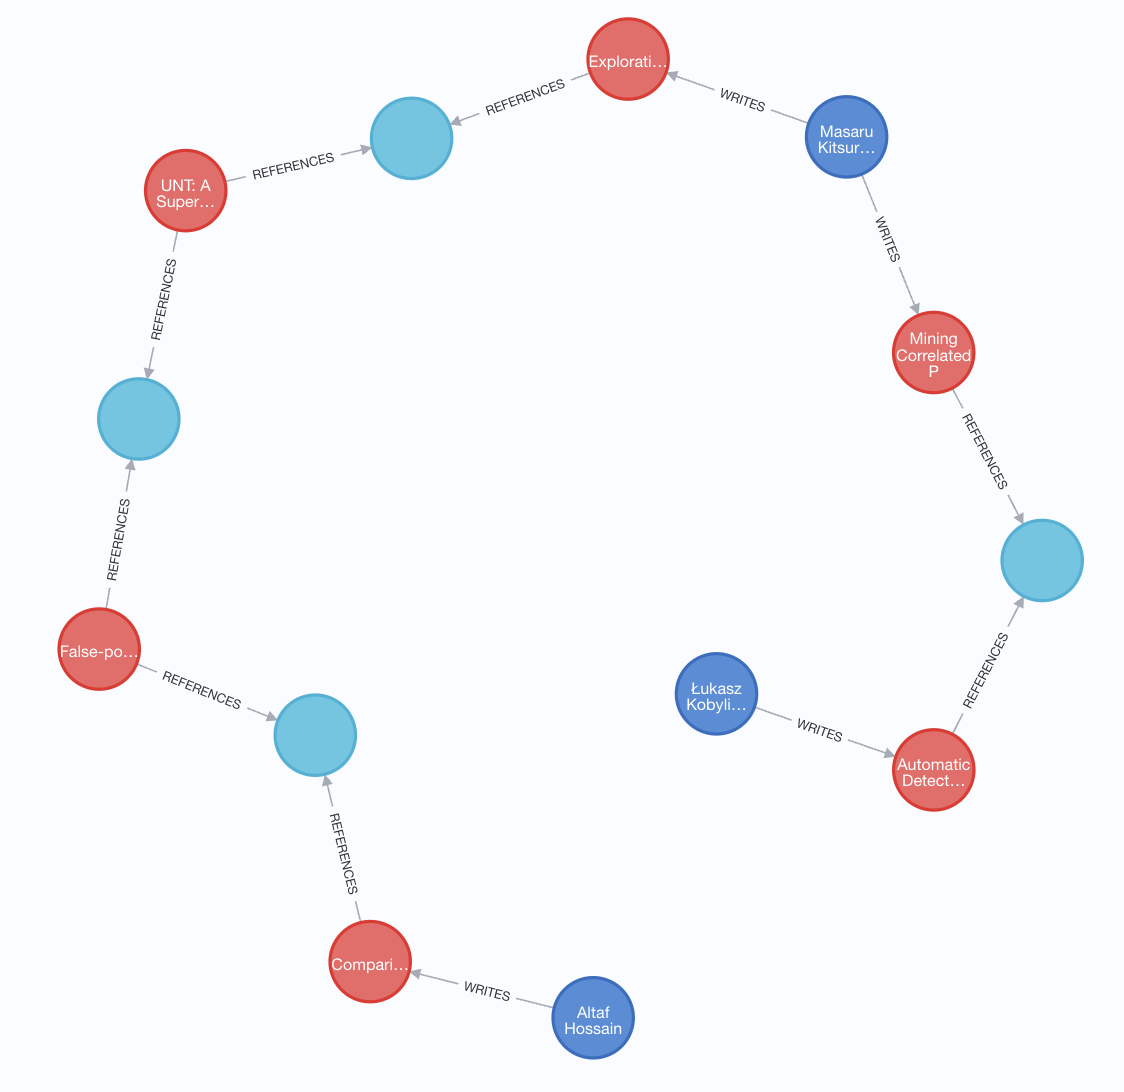 Explorati…
REFERENCES
WRITES
Masaru
Kitsur…
REFERENCES
UNT: A
Super…
WRITES
REFERENCES
Mining
Correlated
P
REFERENCES
REFERENCES
False-po…
REFERENCES
REFERENCES
Łukasz
Kobyli…
WRITES
Automatic
Detect…
REFERENCES
Compari…
WRITES
Altaf
Hossain